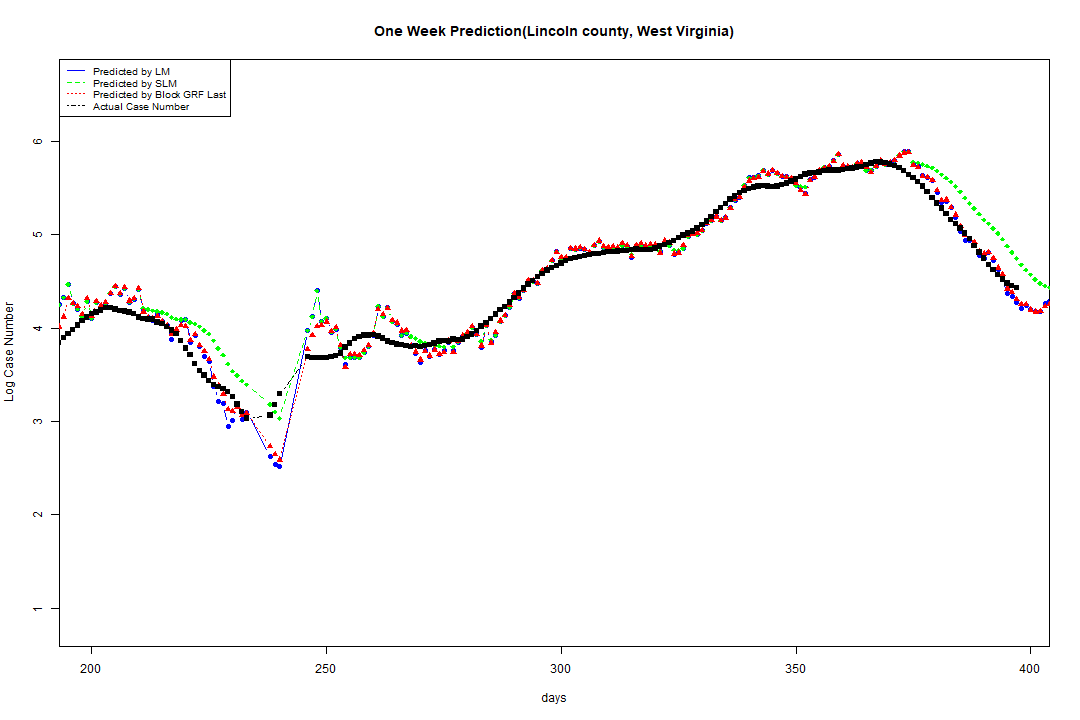 One Week Prediction(Lincoln county, West Virginia)
Predicted by LM
Predicted by SLM
Predicted by Block GRF Last
Actual Case Number
6
5
4
3
2
1
Log Case Number
200 250 300 350 400
days